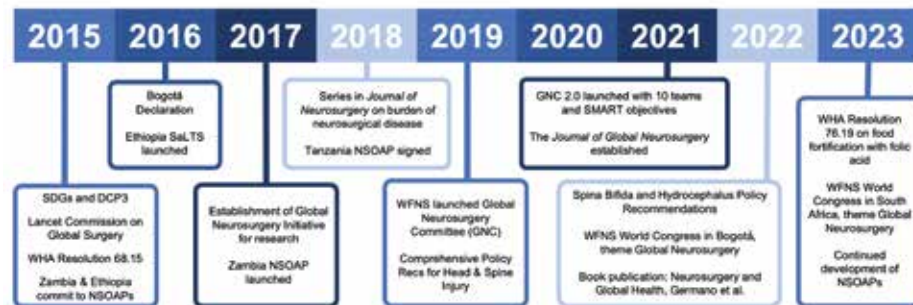 2015
2016
2017
2018
2019
2020
2021
2022
2023
SDGs and DCP3
Lancet Commission on
Global Surgery
WHA Resolution 68.15
Zambia & Ethiopia
commit to NSOAPs
Bogotá
Declaration
Ethiopia SaLTS
launched
Establishment of Global
Neurosurgery Initiative
for research
Zambia NSOAP
launched
Series in Journal of
Neurosurgery on burden of
neurosurgical disease
Tanzania NSOAP signed
WFNS launched Global
Neurosurgery
Committee (GNC)
Comprehensive Policy
Recs for Head & Spine
Injury
GNC 2.0 launched with 10 teams
and SMART objectives
The Journal of Global Neurosurgery
established
Spina Bifida and Hydrocephalus Policy
Recommendations
WFNS World Congress in Bogotá,
theme Global Neurosurgery
Book publication: Neurosurgery and
Global Health, Germano et al.
WHA Resolution
76.19 on food
fortification with folic
acid
WFNS World
Congress in South
Africa, theme Global
Neurosurgery
Continued
development of
NSOAPs